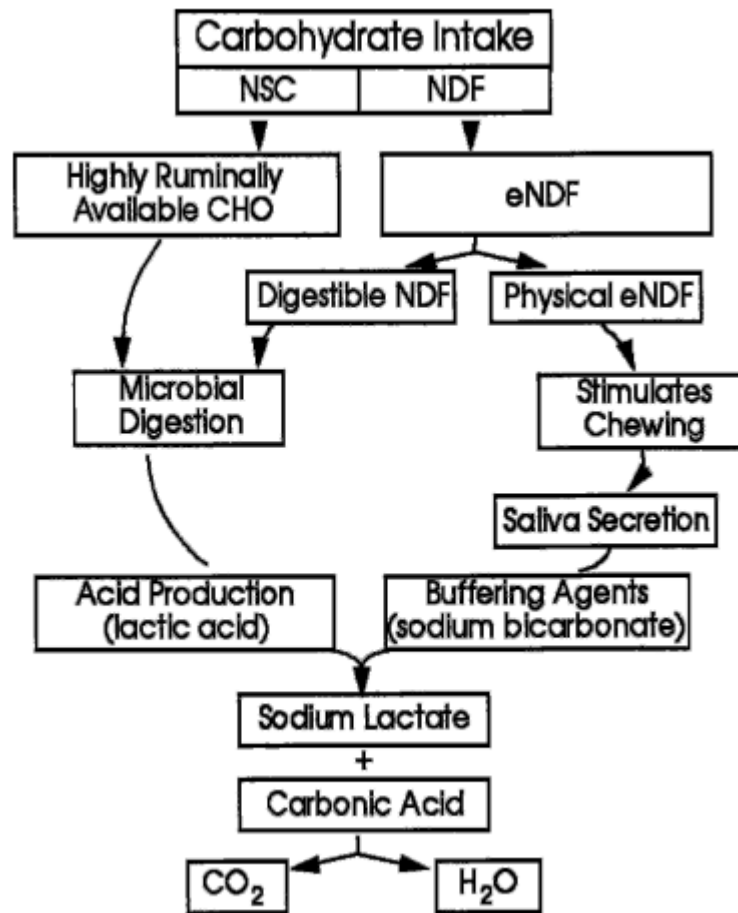 Carbohydrate Intake
NSC
NDF
Highly Ruminally
Available CHO
eNDF
Digestible NDF
Physical eNDF
Microbial
Digestion
Stimulates
Chewing
Saliva Secretion
Acid Production
(lactic acid)
Buffering Agents
(sodium bicarbonate)
Sodium Lactate
+
Carbonic Acid
CO₂
H₂O